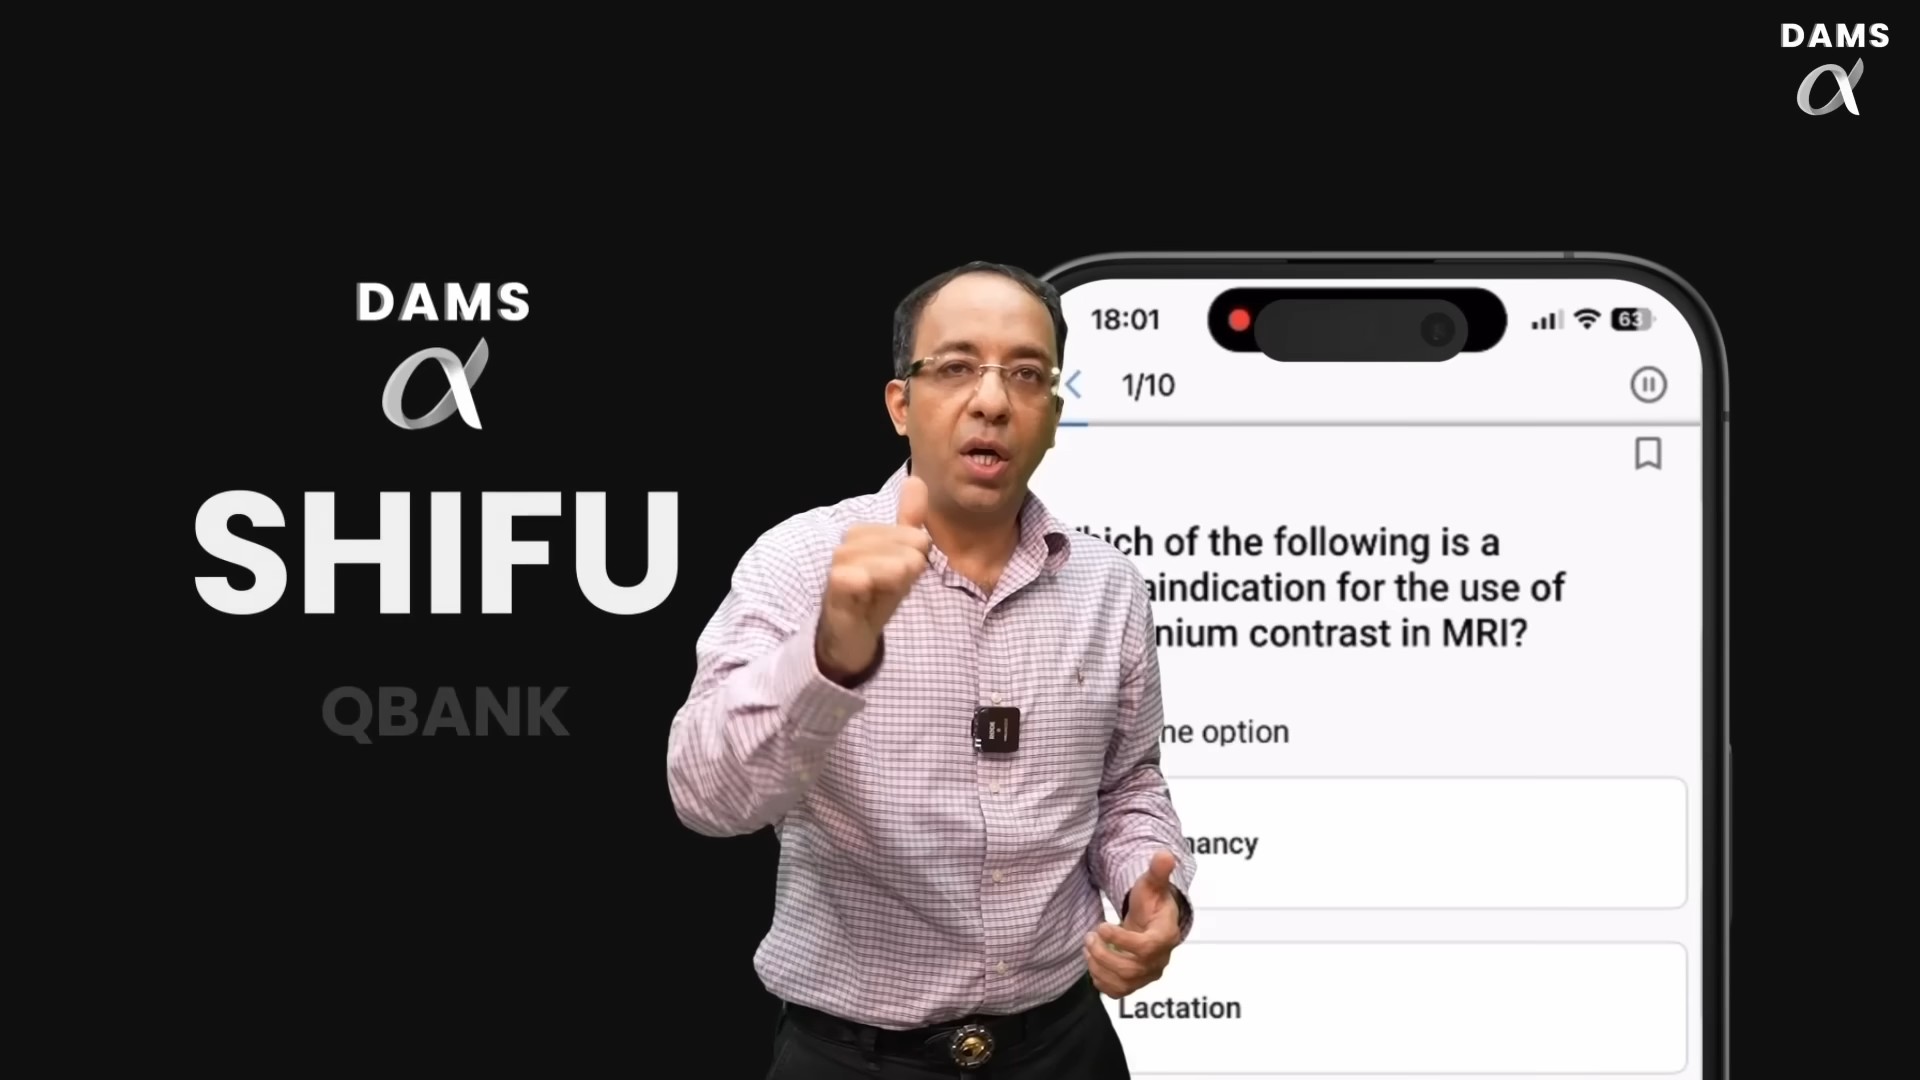 DAMS
DAMS
SHIFU
QBANK
18:01
63
1/10
hich of the following is a
aindication for the use of
nium contrast in MRI?
ne option
nancy
Lactation